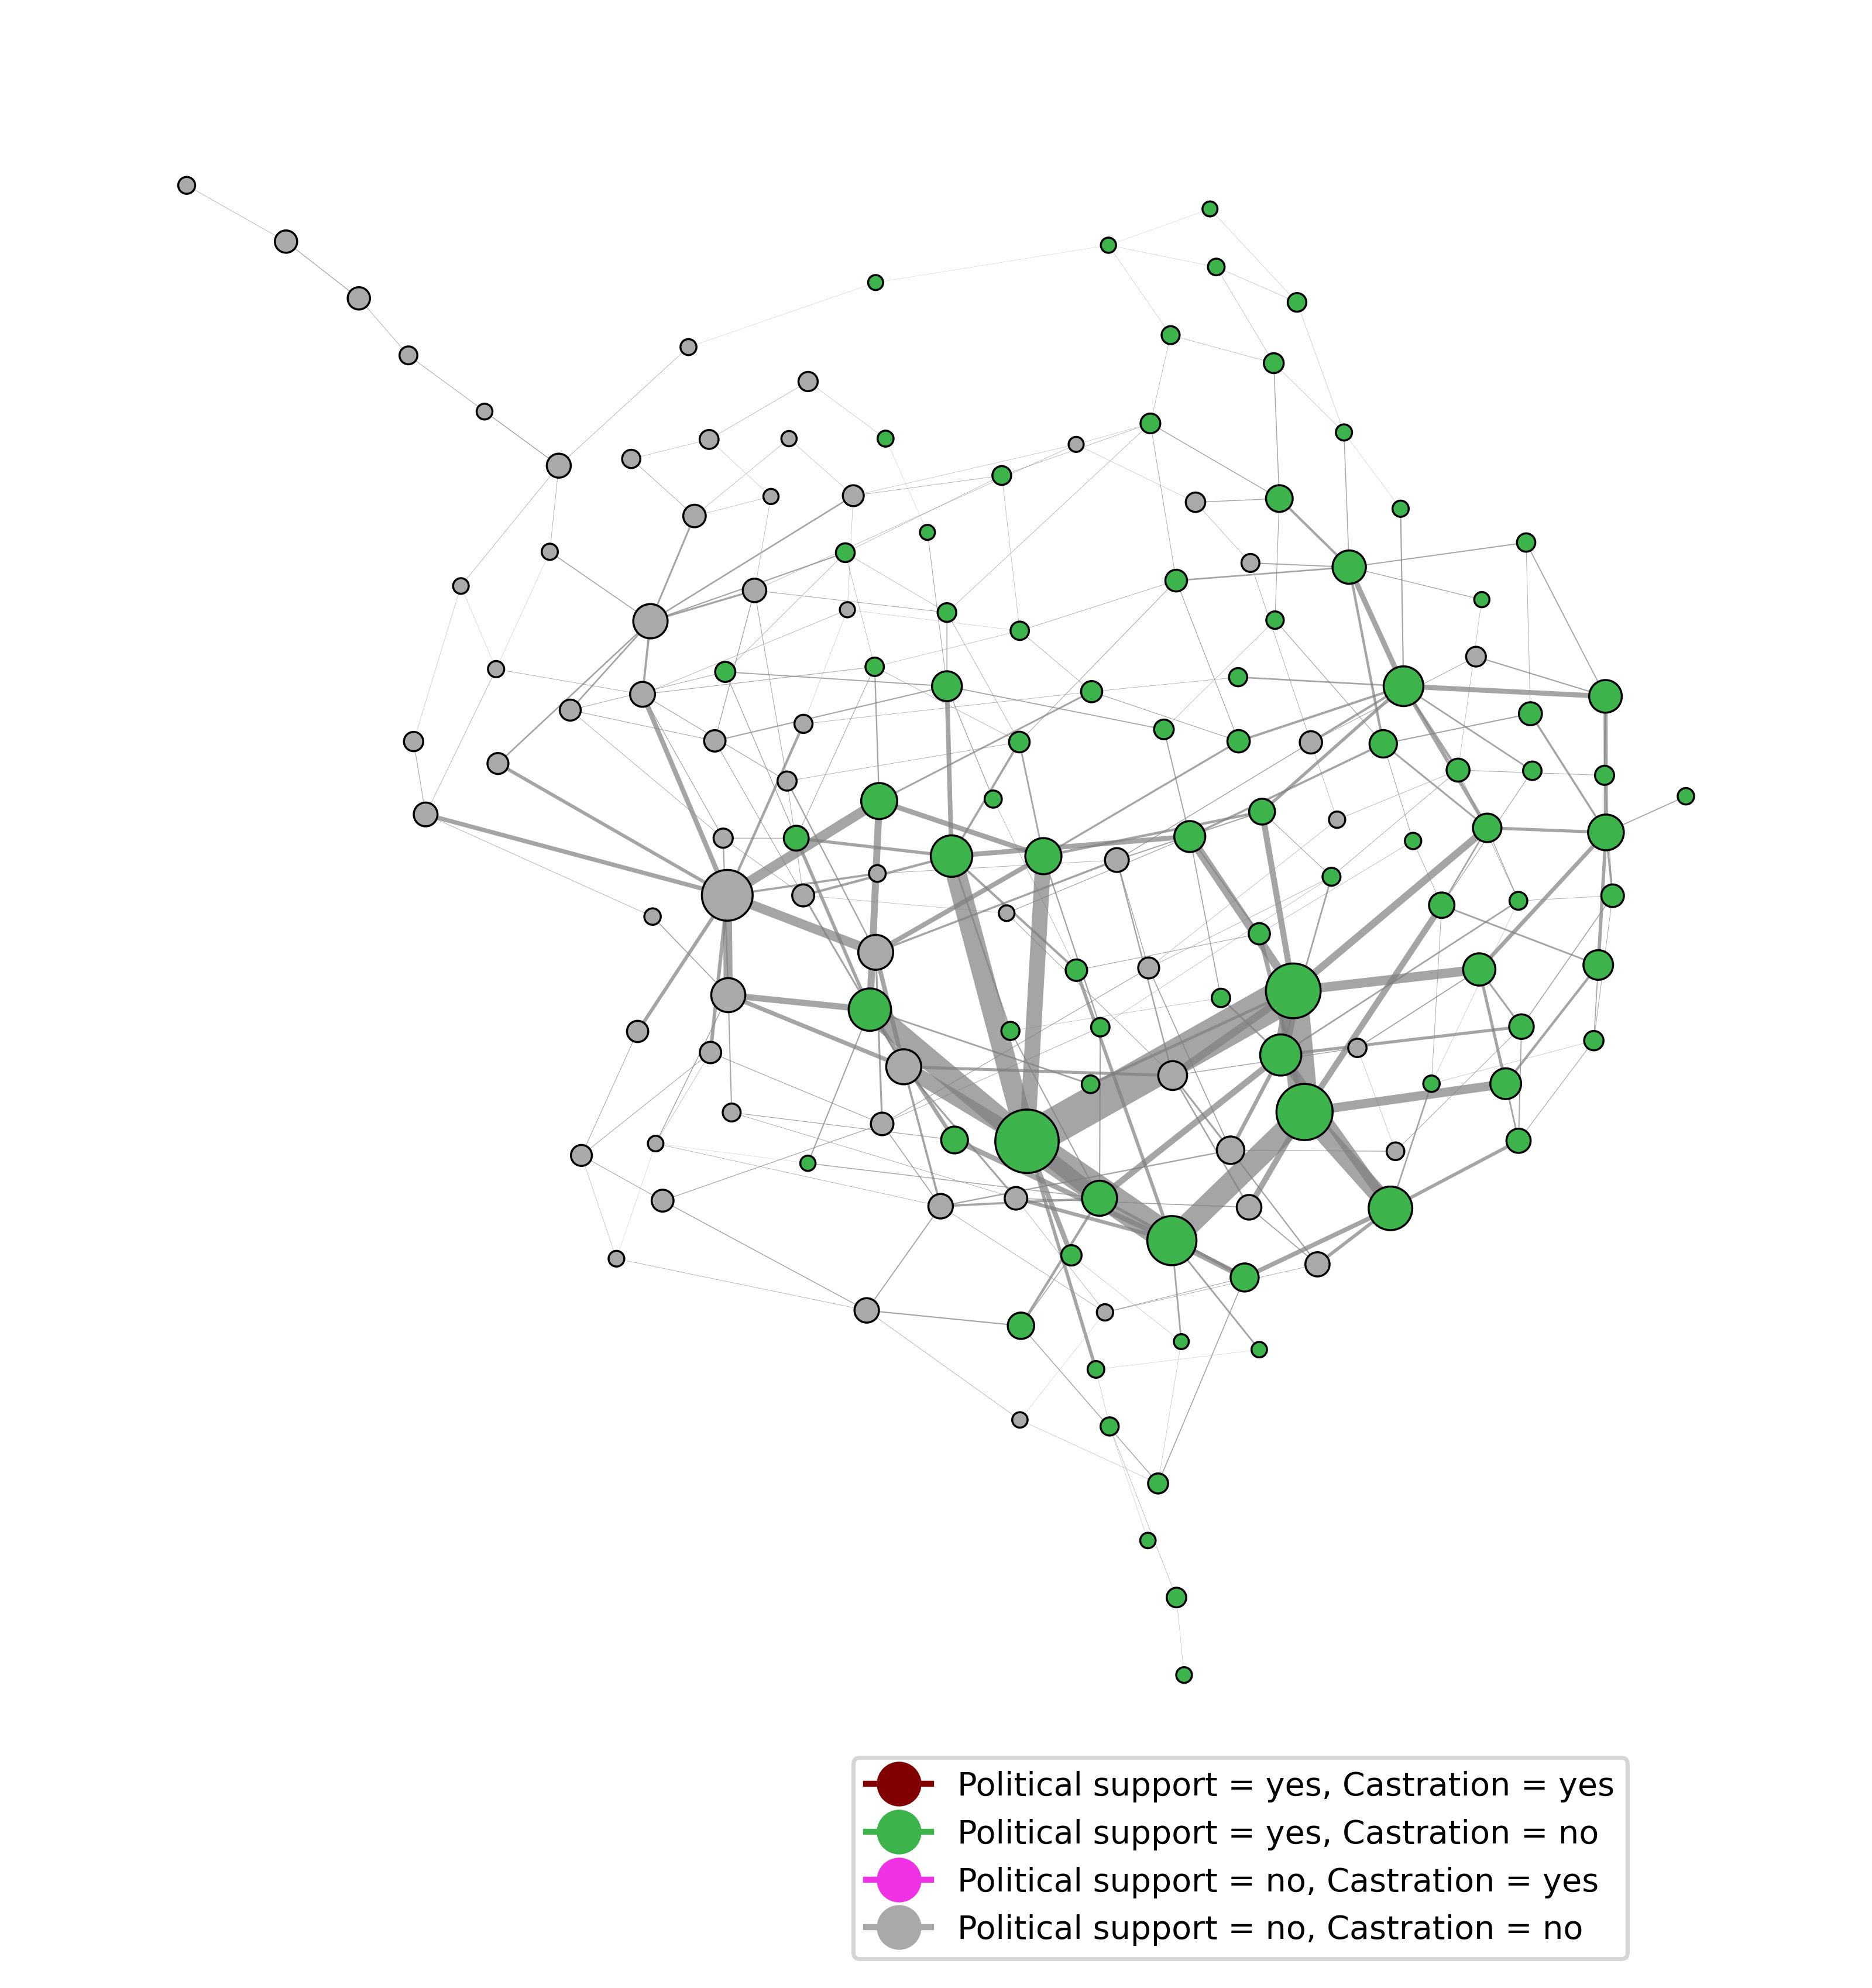 Political support = yes, Castration = yes
Political support = yes, Castration = no
Political support = no, Castration = yes
Political support = no, Castration = no